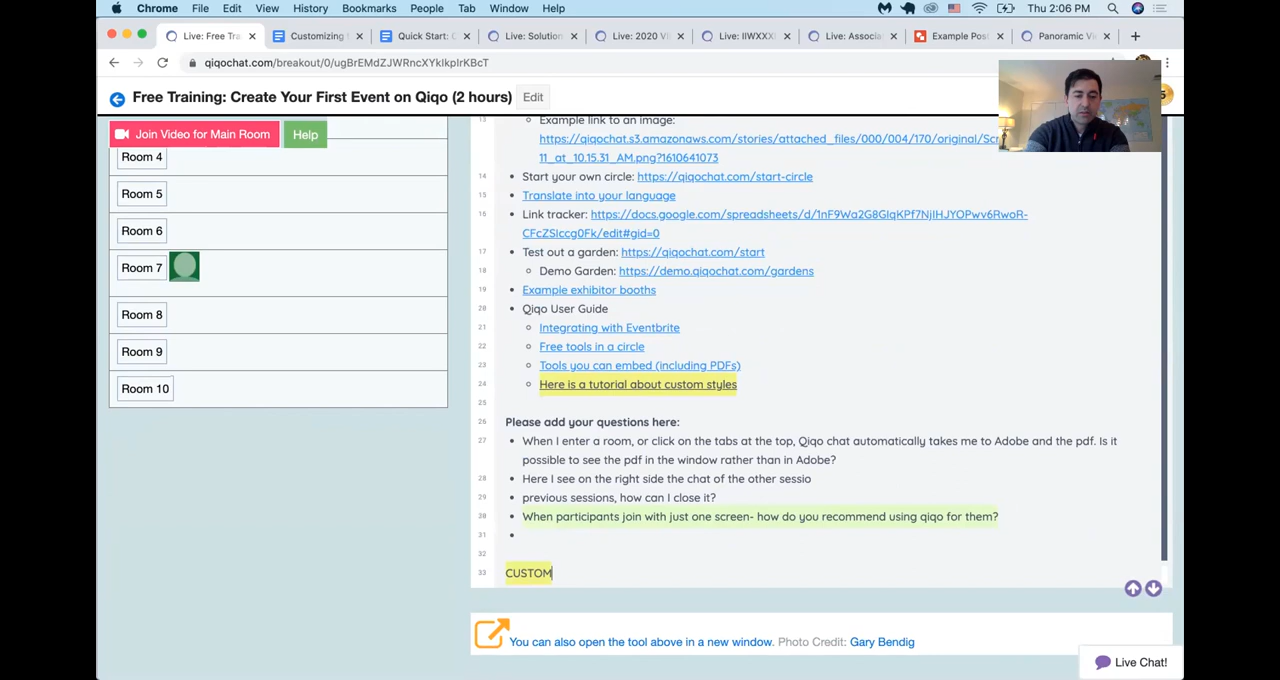 Chrome File Edit View History Bookmarks People Tab Window Help Thu 2:06 PM
Live: Free Tra Customizing Quick Start: C Live: Solution Live: 2020 VI Live: IIWXXX Live: Associa Example Pos Panoramic Vi
qiqochat.com/breakout/0/ugBrEMdZJWRncXYkIkpIrKBcT
Free Training: Create Your First Event on Qiqo (2 hours) Edit
Join Video for Main Room Help
Room 4
Room 5
Room 6
Room 7
Room 8
Room 9
Room 10
13 Example link to an image:
https://qiqochat.s3.amazonaws.com/stories/attached_files/000/004/170/original/Scr
11_at_10.15.31_AM.png?1610641073
14 Start your own circle: https://qiqochat.com/start-circle
15 Translate into your language
16 Link tracker: https://docs.google.com/spreadsheets/d/1nF9Wa2G8GlqKPf7NjIHJYOPwv6RwoR-
CFcZSIccg0Fk/edit#gid=0
17 Test out a garden: https://qiqochat.com/start
18 Demo Garden: https://demo.qiqochat.com/gardens
19 Example exhibitor booths
20 Qiqo User Guide
21 Integrating with Eventbrite
22 Free tools in a circle
23 Tools you can embed (including PDFs)
24 Here is a tutorial about custom styles
25
26 Please add your questions here:
27 When I enter a room, or click on the tabs at the top, Qiqo chat automatically takes me to Adobe and the pdf. Is it
possible to see the pdf in the window rather than in Adobe?
28 Here I see on the right side the chat of the other sessio
29 previous sessions, how can I close it?
30 When participants join with just one screen- how do you recommend using qiqo for them?
31
32
33 CUSTOM
You can also open the tool above in a new window. Photo Credit: Gary Bendig
Live Chat!